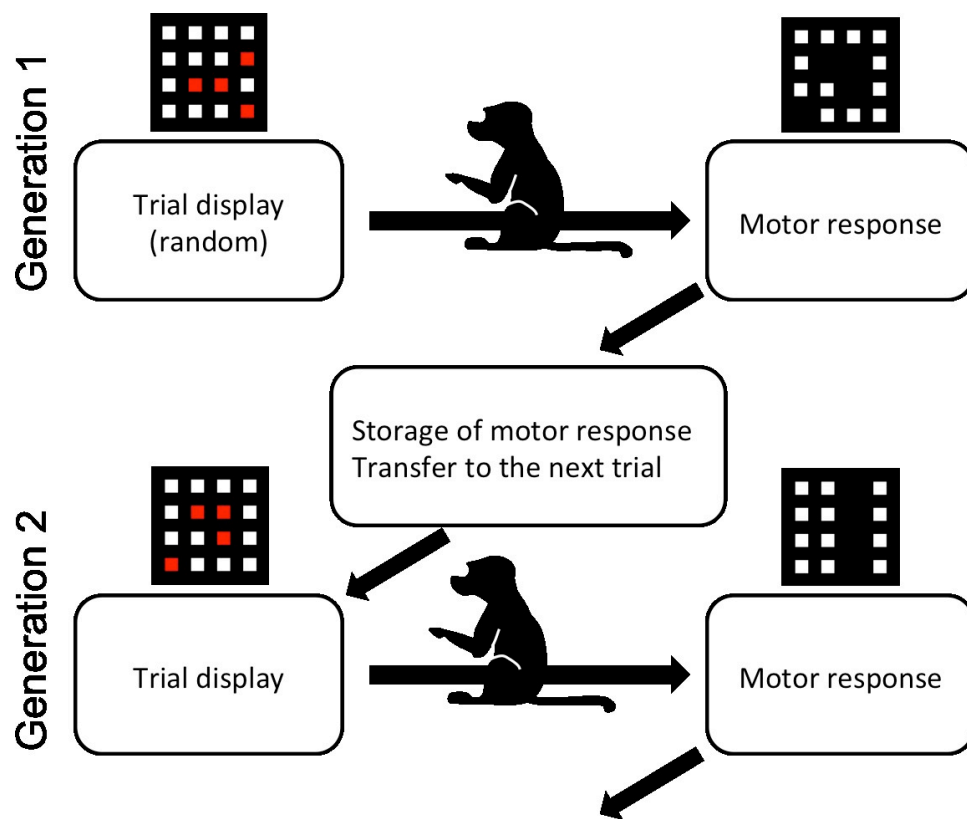 Generation 1
Trial display
(random)
Motor response
Storage of motor response
Transfer to the next trial
Generation 2
Trial display
Motor response